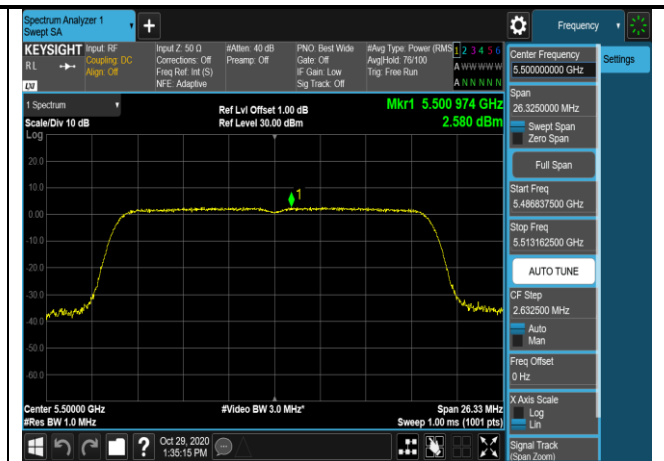 Spectrum Analyzer 1
Swept SA
Frequency
KEYSIGHT
Input: RF
Input Z: 50 Ω
#Atten: 40 dB
PNO: Best Wide
#Avg Type: Power (RMS
1 2 3 4 5 6
RL
Coupling: DC
Corrections: Off
Preamp: Off
Gate: Off
Avg|Hold: 76/100
A W W W W W
Align: Off
Freq Ref: Int (S)
IF Gain: Low
Trig: Free Run
NFE: Adaptive
Sig Track: Off
A N N N N N
LXI
1 Spectrum
Ref Lvl Offset 1.00 dB
Mkr1 5.500 974 GHz
Scale/Div 10 dB
Ref Level 30.00 dBm
2.580 dBm
Log
20.0
10.0
0.00
-10.0
-20.0
-30.0
-40.0
-50.0
-60.0
1
Center 5.50000 GHz
#Video BW 3.0 MHz*
Span 26.33 MHz
#Res BW 1.0 MHz
Sweep 1.00 ms (1001 pts)
Oct 29, 2020
1:35:15 PM
Center Frequency
5.500000000 GHz
Settings
Span
26.3250000 MHz
Swept Span
Zero Span
Full Span
Start Freq
5.486837500 GHz
Stop Freq
5.513162500 GHz
AUTO TUNE
CF Step
2.632500 MHz
Auto
Man
Freq Offset
0 Hz
X Axis Scale
Log
Lin
Signal Track
(Span Zoom)